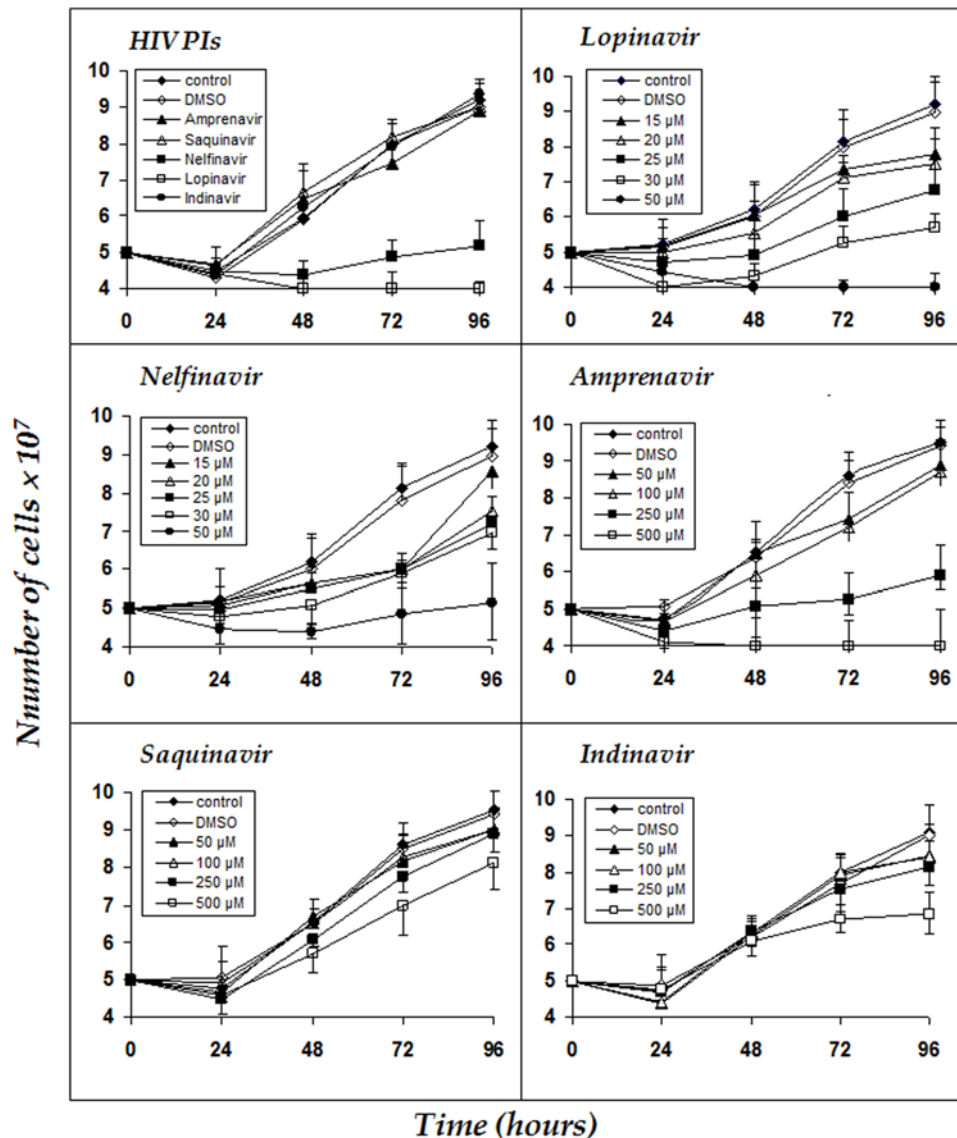 HIV PIs
10
9
8
7
6
5
4
control
DMSO
Amprenavir
Saquinavir
Nelfinavir
Lopinavir
Indinavir
0 24 48 72 96
Lopinavir
10
9
8
7
6
5
4
control
DMSO
15 µM
20 µM
25 µM
30 µM
50 µM
0 24 48 72 96
Nelfinavir
10
9
8
7
6
5
4
control
DMSO
15 µM
20 µM
25 µM
30 µM
50 µM
0 24 48 72 96
Amprenavir
10
9
8
7
6
5
4
control
DMSO
50 µM
100 µM
250 µM
500 µM
0 24 48 72 96
Saquinavir
10
9
8
7
6
5
4
control
DMSO
50 µM
100 µM
250 µM
500 µM
0 24 48 72 96
Indinavir
10
9
8
7
6
5
4
control
DMSO
50 µM
100 µM
250 µM
500 µM
0 24 48 72 96
Nnumber of cells x 10⁷
Time (hours)